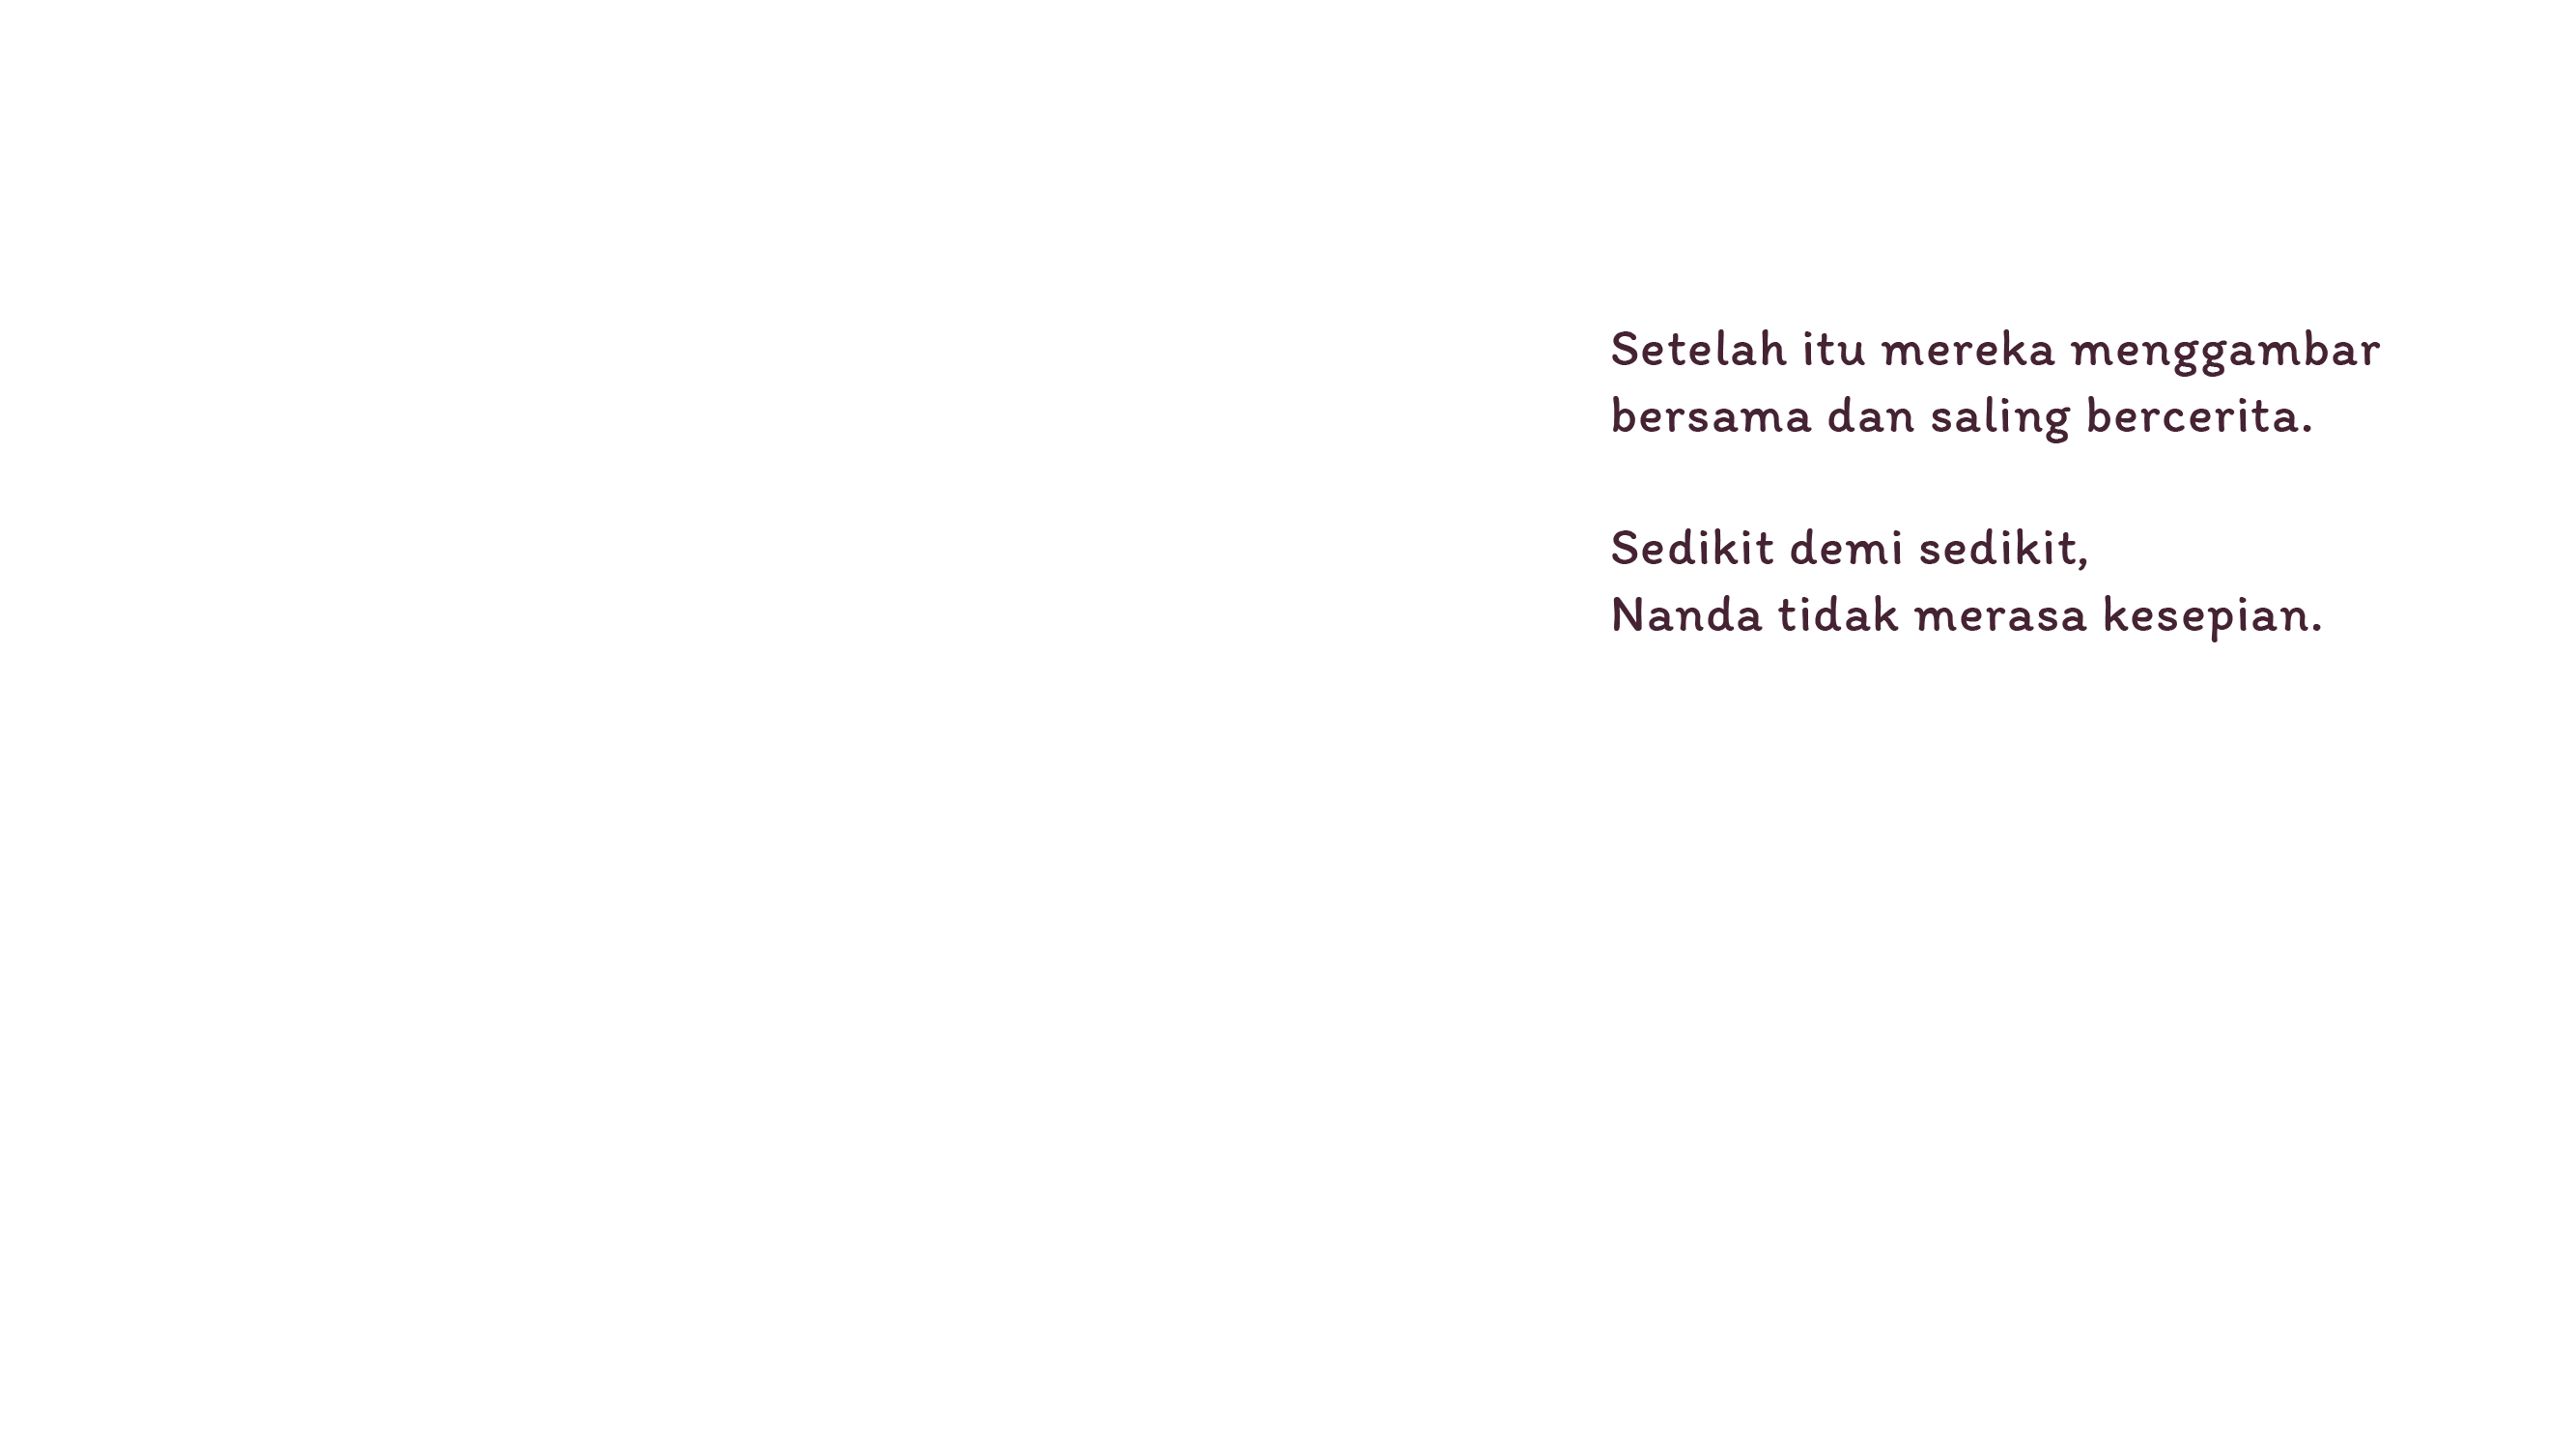 Setelah itu mereka menggambar
bersama dan saling bercerita.
Sedikit demi sedikit,
Nanda tidak merasa kesepian.